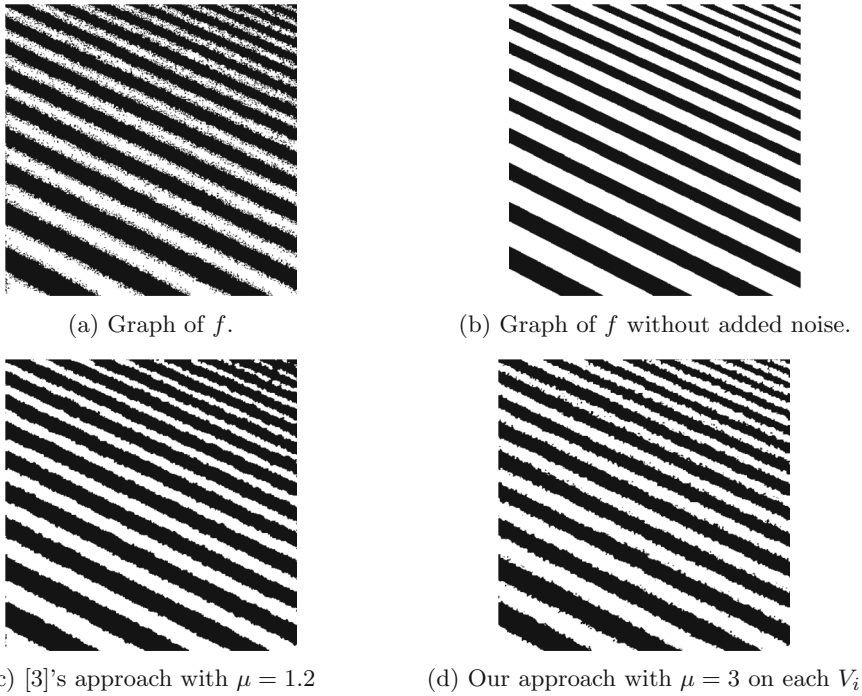 (a) Graph of f.
(b) Graph of f without added noise.
c) [3]'s approach with μ = 1.2
(d) Our approach with μ = 3 on each V_i